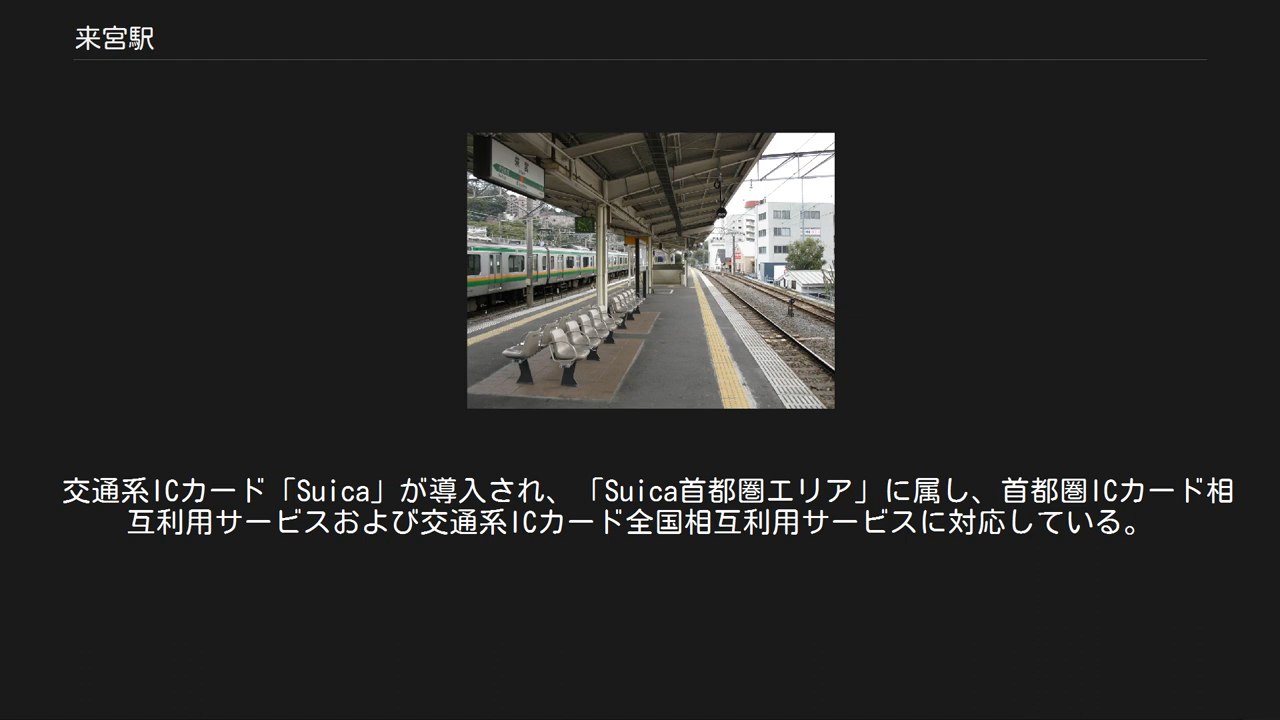 来宮駅
交通系ICカード「Suica」が導入され、「Suica首都圏エリア」に属し、首都圏ICカード相
互利用サービスおよび交通系ICカード全国相互利用サービスに対応している。